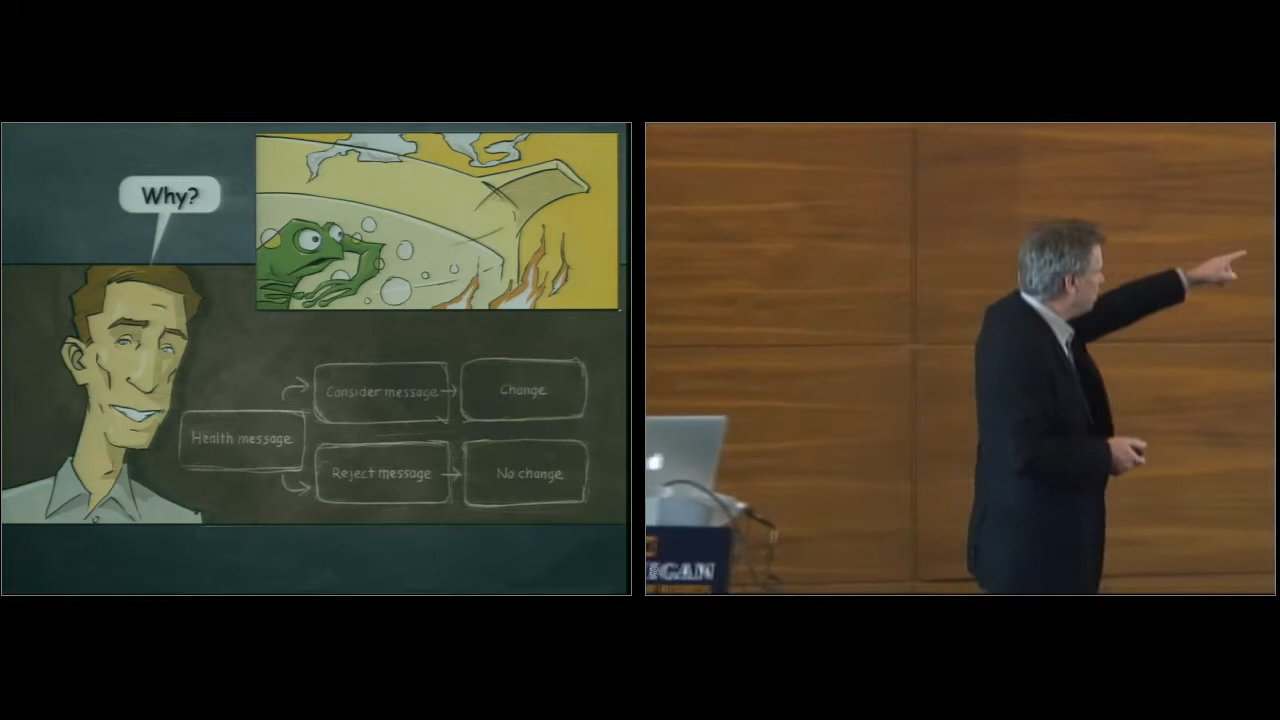 Why?
Consider message
Change
Health message
Reject message
No change
IGAN